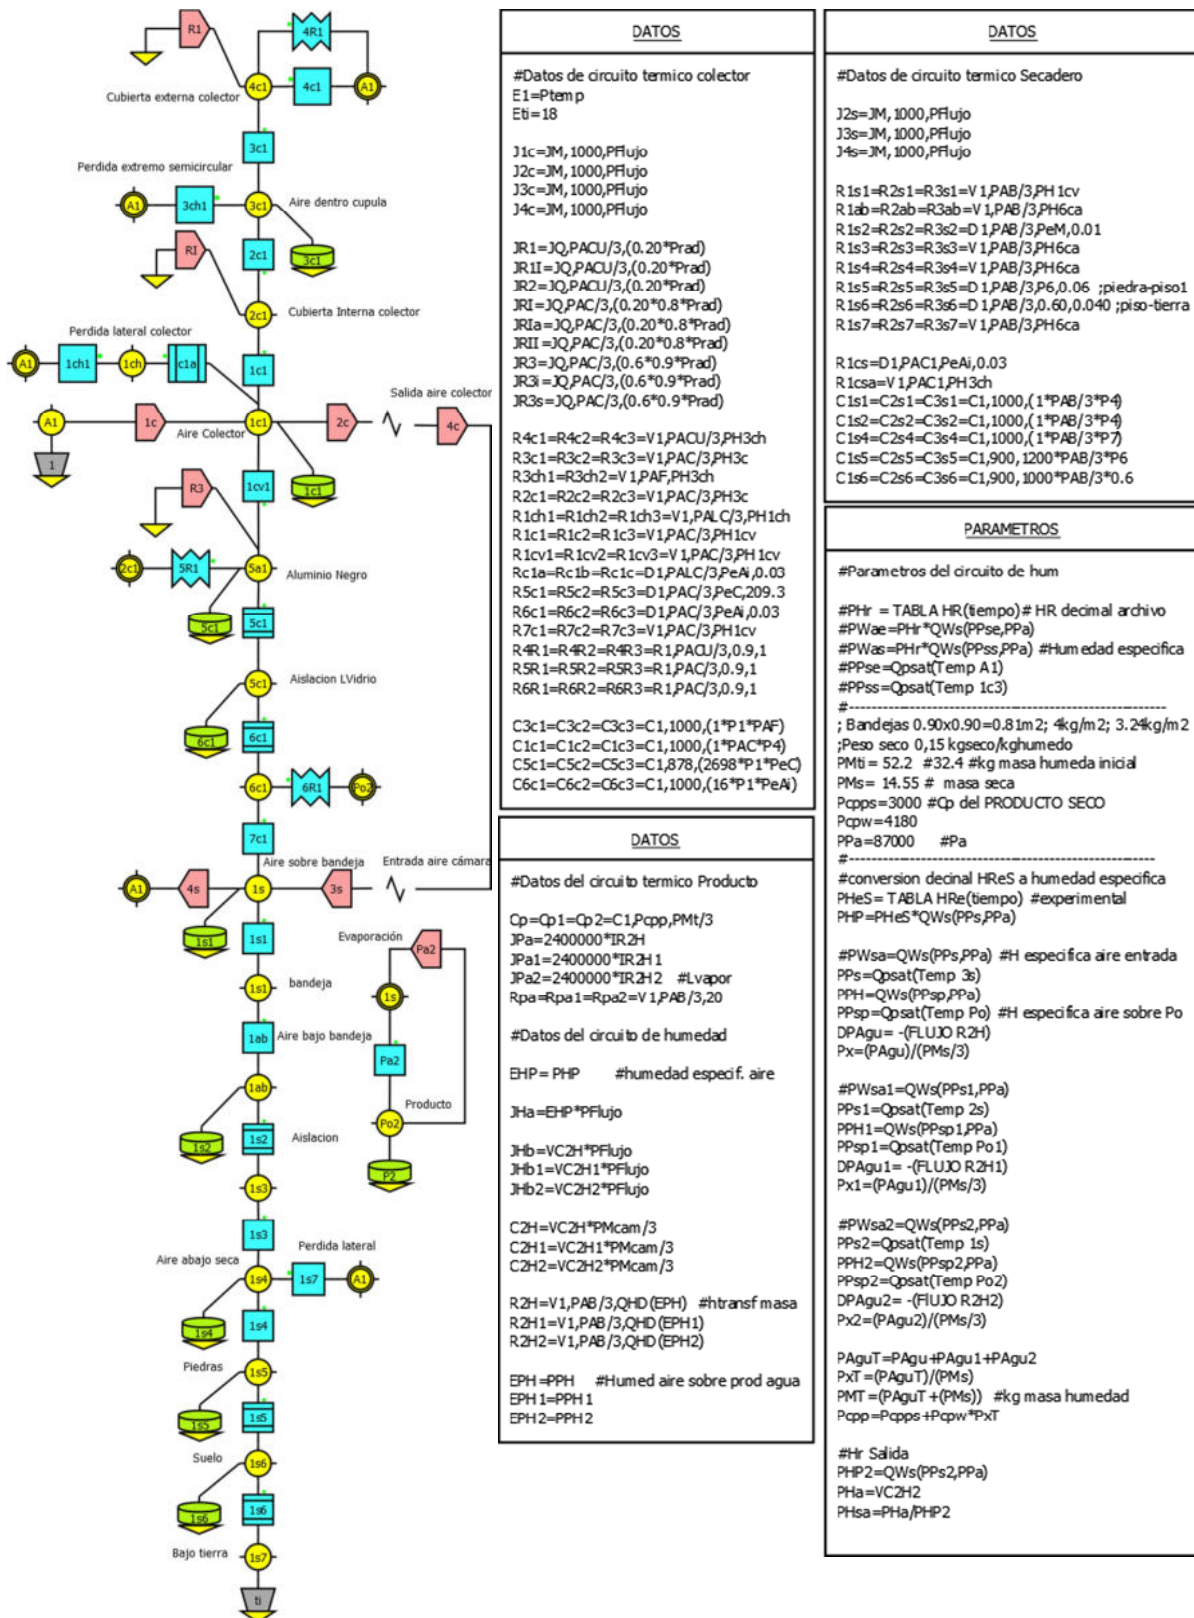 R1
4R1
4c1
4c1
A1
Cubierta externa colector
3c1
Perdida extremo semicircular
A1
3ch1
3c1
Aire dentro cupula
RI
2c1
3c1
2c1
Cubierta Interna colector
Perdida lateral colector
A1
1ch1
1ch
c1a
1c1
Salida aire colector
A1
1c
1c1
2c
4c
Aire Colector
1
R3
1cv1
1c1
2c1
5R1
5a1
Aluminio Negro
5c1
5c1
5c1
Aislacion LVidrio
6c1
6c1
6c1
6R1
Po2
7c1
Aire sobre bandeja
Entrada aire cámara
A1
4s
1s
3s
1s1
1s1
Evaporación
Pa2
1s1
bandeja
1s
1ab
Aire bajo bandeja
Pa2
1ab
Producto
Po2
1s2
1s2
Aislacion
P2
1s3
1s3
Perdida lateral
Aire abajo seca
1s4
1s7
A1
1s4
1s4
Piedras
1s5
1s5
1s5
Suelo
1s6
1s6
1s6
Bajo tierra
1s7
ti
DATOS
#Datos de circuito termico colector
E1=Ptemp
Eti=18
J1c=JM,1000,PFlujo
J2c=JM,1000,PFlujo
J3c=JM,1000,PFlujo
J4c=JM,1000,PFlujo
JR1=JQ,PACU/3,(0.20*Prad)
JR1I=JQ,PACU/3,(0.20*Prad)
JR2=JQ,PACU/3,(0.20*Prad)
JRI=JQ,PAC/3,(0.20*0.8*Prad)
JRIa=JQ,PAC/3,(0.20*0.8*Prad)
JRII=JQ,PAC/3,(0.20*0.8*Prad)
JR3=JQ,PAC/3,(0.6*0.9*Prad)
JR3i=JQ,PAC/3,(0.6*0.9*Prad)
JR3s=JQ,PAC/3,(0.6*0.9*Prad)
R4c1=R4c2=R4c3=V1,PACU/3,PH3ch
R3c1=R3c2=R3c3=V1,PAC/3,PH3c
R3ch1=R3ch2=V1,PAF,PH3ch
R2c1=R2c2=R2c3=V1,PAC/3,PH3c
R1ch1=R1ch2=R1ch3=V1,PALC/3,PH1ch
R1c1=R1c2=R1c3=V1,PAC/3,PH1cv
R1cv1=R1cv2=R1cv3=V1,PAC/3,PH1cv
Rc1a=Rc1b=Rc1c=D1,PALC/3,PeAi,0.03
R5c1=R5c2=R5c3=D1,PAC/3,PeC,209.3
R6c1=R6c2=R6c3=D1,PAC/3,PeAi,0.03
R7c1=R7c2=R7c3=V1,PAC/3,PH1cv
R4R1=R4R2=R4R3=R1,PACU/3,0.9,1
R5R1=R5R2=R5R3=R1,PAC/3,0.9,1
R6R1=R6R2=R6R3=R1,PAC/3,0.9,1
C3c1=C3c2=C3c3=C1,1000,(1*P1*PAF)
C1c1=C1c2=C1c3=C1,1000,(1*PAC*P4)
C5c1=C5c2=C5c3=C1,878,(2698*P1*PeC)
C6c1=C6c2=C6c3=C1,1000,(16*P1*PeAi)
DATOS
#Datos del circuito termico Producto
Cp=Cp1=Cp2=C1,Pcpp,PMt/3
JPa=2400000*IR2H
JPa1=2400000*IR2H1
JPa2=2400000*IR2H2 #Lvapor
Rpa=Rpa1=Rpa2=V1,PAB/3,20
#Datos del circuito de humedad
EHP= PHP #humedad especif. aire
JHa=EHP*PFlujo
JHb=VC2H*PFlujo
JHb1=VC2H1*PFlujo
JHb2=VC2H2*PFlujo
C2H=VC2H*PMcam/3
C2H1=VC2H1*PMcam/3
C2H2=VC2H2*PMcam/3
R2H=V1,PAB/3,QHD(EPH) #htransf masa
R2H1=V1,PAB/3,QHD(EPH1)
R2H2=V1,PAB/3,QHD(EPH2)
EPH=PPH #Humed aire sobre prod agua
EPH1=PPH1
EPH2=PPH2
DATOS
#Datos de circuito termico Secadero
J2s=JM,1000,PFlujo
J3s=JM,1000,PFlujo
J4s=JM,1000,PFlujo
R1s1=R2s1=R3s1=V1,PAB/3,PH1cv
R1ab=R2ab=R3ab=V1,PAB/3,PH6ca
R1s2=R2s2=R3s2=D1,PAB/3,PeM,0.01
R1s3=R2s3=R3s3=V1,PAB/3,PH6ca
R1s4=R2s4=R3s4=V1,PAB/3,PH6ca
R1s5=R2s5=R3s5=D1,PAB/3,P6,0.06 ;piedra-piso1
R1s6=R2s6=R3s6=D1,PAB/3,0.60,0.040 ;piso-tierra
R1s7=R2s7=R3s7=V1,PAB/3,PH6ca
R1cs=D1,PAC1,PeAi,0.03
R1csa=V1,PAC1,PH3ch
C1s1=C2s1=C3s1=C1,1000,(1*PAB/3*P4)
C1s2=C2s2=C3s2=C1,1000,(1*PAB/3*P4)
C1s4=C2s4=C3s4=C1,1000,(1*PAB/3*P7)
C1s5=C2s5=C3s5=C1,900,1200*PAB/3*P6
C1s6=C2s6=C3s6=C1,900,1000*PAB/3*0.6
PARAMETROS
#Parametros del circuito de hum
#PHr = TABLA HR(tiempo)# HR decimal archivo
#PWae=PHr*QWs(PPse,PPa)
#PWas=PHr*QWs(PPss,PPa) #Humedad especifica
#PPse=Qpsat(Temp A1)
#PPss=Qpsat(Temp 1c3)
#-----------------------------------------------------
; Bandejas 0.90x0.90=0.81m2; 4kg/m2; 3.24kg/m2
;Peso seco 0,15 kgseco/kghumedo
PMti = 52.2 #32.4 #kg masa humeda inicial
PMs= 14.55 # masa seca
Pcpps=3000 #Cp del PRODUCTO SECO
Pcpw=4180
PPa=87000 #Pa
#-----------------------------------------------------
#conversion decinal HReS a humedad especifica
PHeS= TABLA HRe(tiempo) #experimental
PHP=PHeS*QWs(PPs,PPa)
#PWsa=QWs(PPs,PPa) #H especifica aire entrada
PPs=Qpsat(Temp 3s)
PPH=QWs(PPsp,PPa)
PPsp=Qpsat(Temp Po) #H especifica aire sobre Po
DPAgu= -(FLUJO R2H)
Px=(PAgu)/(PMs/3)
#PWsa1=QWs(PPs1,PPa)
PPs1=Qpsat(Temp 2s)
PPH1=QWs(PPsp1,PPa)
PPsp1=Qpsat(Temp Po1)
DPAgu1= -(FLUJO R2H1)
Px1=(PAgu1)/(PMs/3)
#PWsa2=QWs(PPs2,PPa)
PPs2=Qpsat(Temp 1s)
PPH2=QWs(PPsp2,PPa)
PPsp2=Qpsat(Temp Po2)
DPAgu2= -(FlUJO R2H2)
Px2=(PAgu2)/(PMs/3)
PAguT=PAgu+PAgu1+PAgu2
PxT=(PAguT)/(PMs)
PMT=(PAguT+(PMs)) #kg masa humedad
Pcpp=Pcpps+Pcpw*PxT
#Hr Salida
PHP2=QWs(PPs2,PPa)
PHa=VC2H2
PHsa=PHa/PHP2